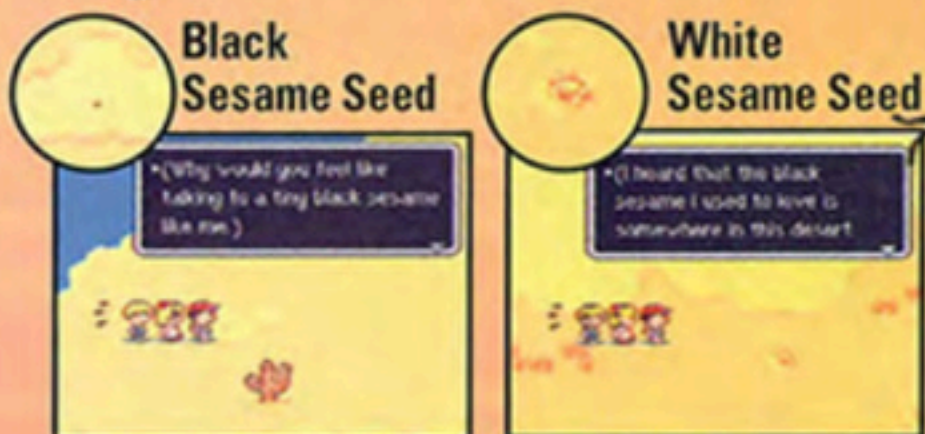 Black
Sesame Seed
•(Why would you feel like
talking to a tiny black sesame
like me.)
White
Sesame Seed
•(I heard that the black
sesame I used to love is
somewhere in this desert